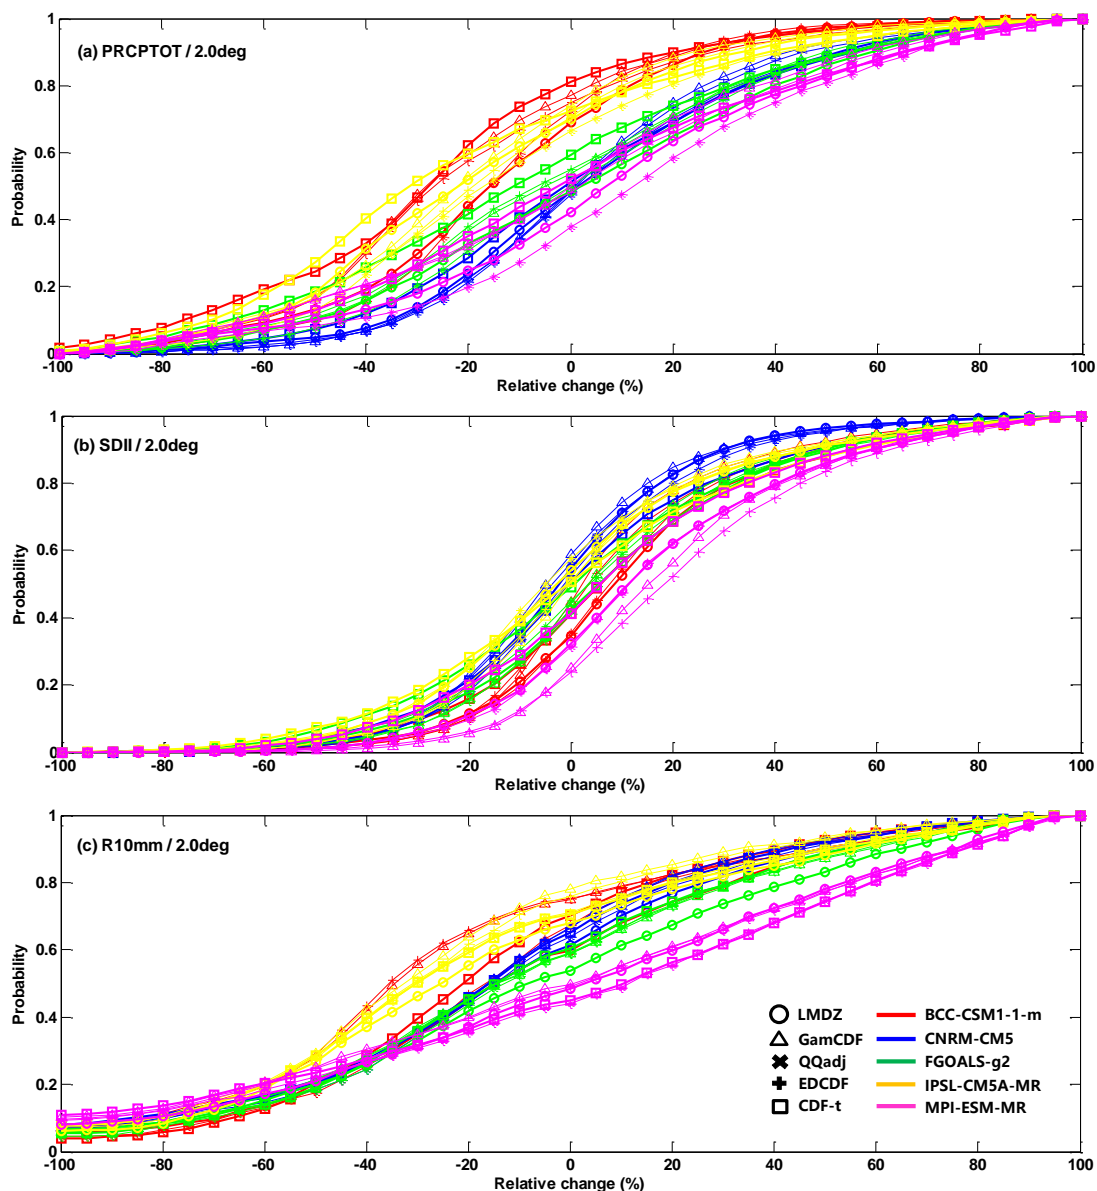 (a) PRCPTOT / 2.0deg
Probability
1
0.8
0.6
0.4
0.2
0
-100 -80 -60 -40 -20 0 20 40 60 80 100
Relative change (%)
(b) SDII / 2.0deg
Probability
1
0.8
0.6
0.4
0.2
0
-100 -80 -60 -40 -20 0 20 40 60 80 100
Relative change (%)
(c) R10mm / 2.0deg
Probability
1
0.8
0.6
0.4
0.2
0
LMDZ BCC-CSM1-1-m
GamCDF CNRM-CM5
QQadj FGOALS-g2
EDCDF IPSL-CM5A-MR
CDF-t MPI-ESM-MR
-100 -80 -60 -40 -20 0 20 40 60 80 100
Relative change (%)